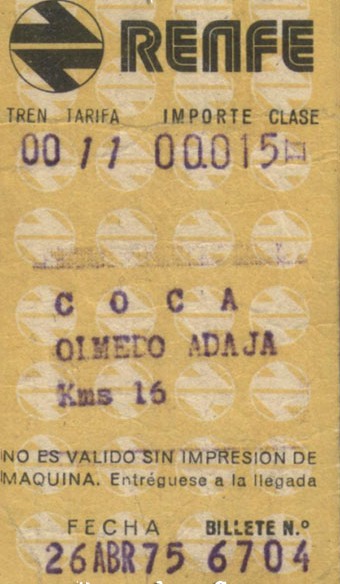 RENFE
TREN TARIFA IMPORTE CLASE
00 11 00.015
COCA
OLMEDO ADAJA
Kms 16
NO ES VALIDO SIN IMPRESION DE
MAQUINA. Entréguese a la llegada
FECHA BILLETE N.º
26ABR75 6704